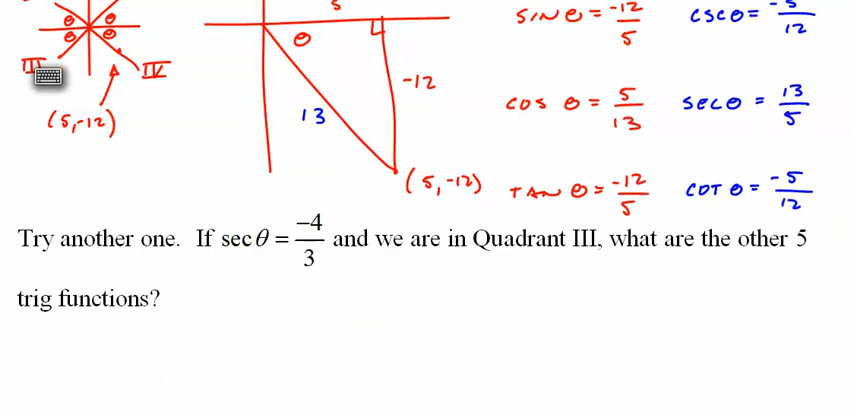 5
θ θ
θ θ
III IV
(5,-12)
θ
-12
13
(5,-12)
SIN θ = -12/5 CSC θ = -5/12
COS θ = 5/13 SEC θ = 13/5
TAN θ = -12/5 COT θ = -5/12
Try another one. If sec θ = -4/3 and we are in Quadrant III, what are the other 5
trig functions?